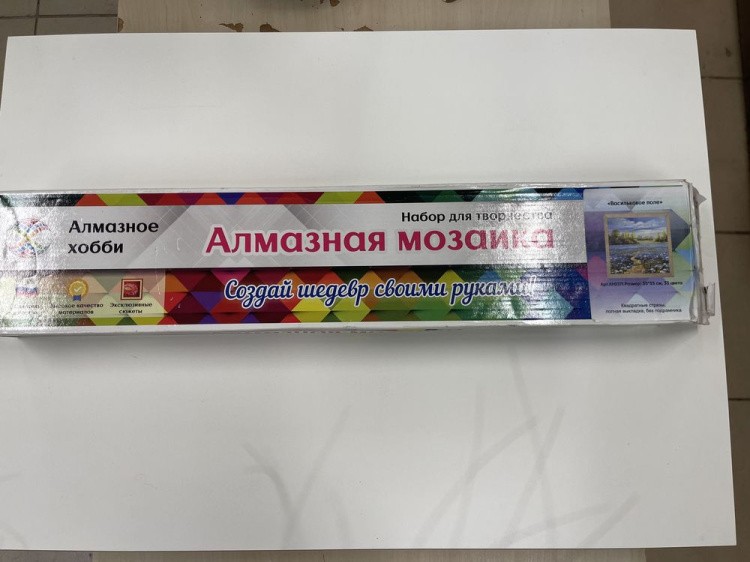 Алмазное
хобби
Набор для творчества
Алмазная мозаика
Создай шедевр своими руками!
качество
материалов
Эксклюзивные
сюжеты
«Васильковое поле»
Квадратные стразы,
полная выкладка, без подрамника